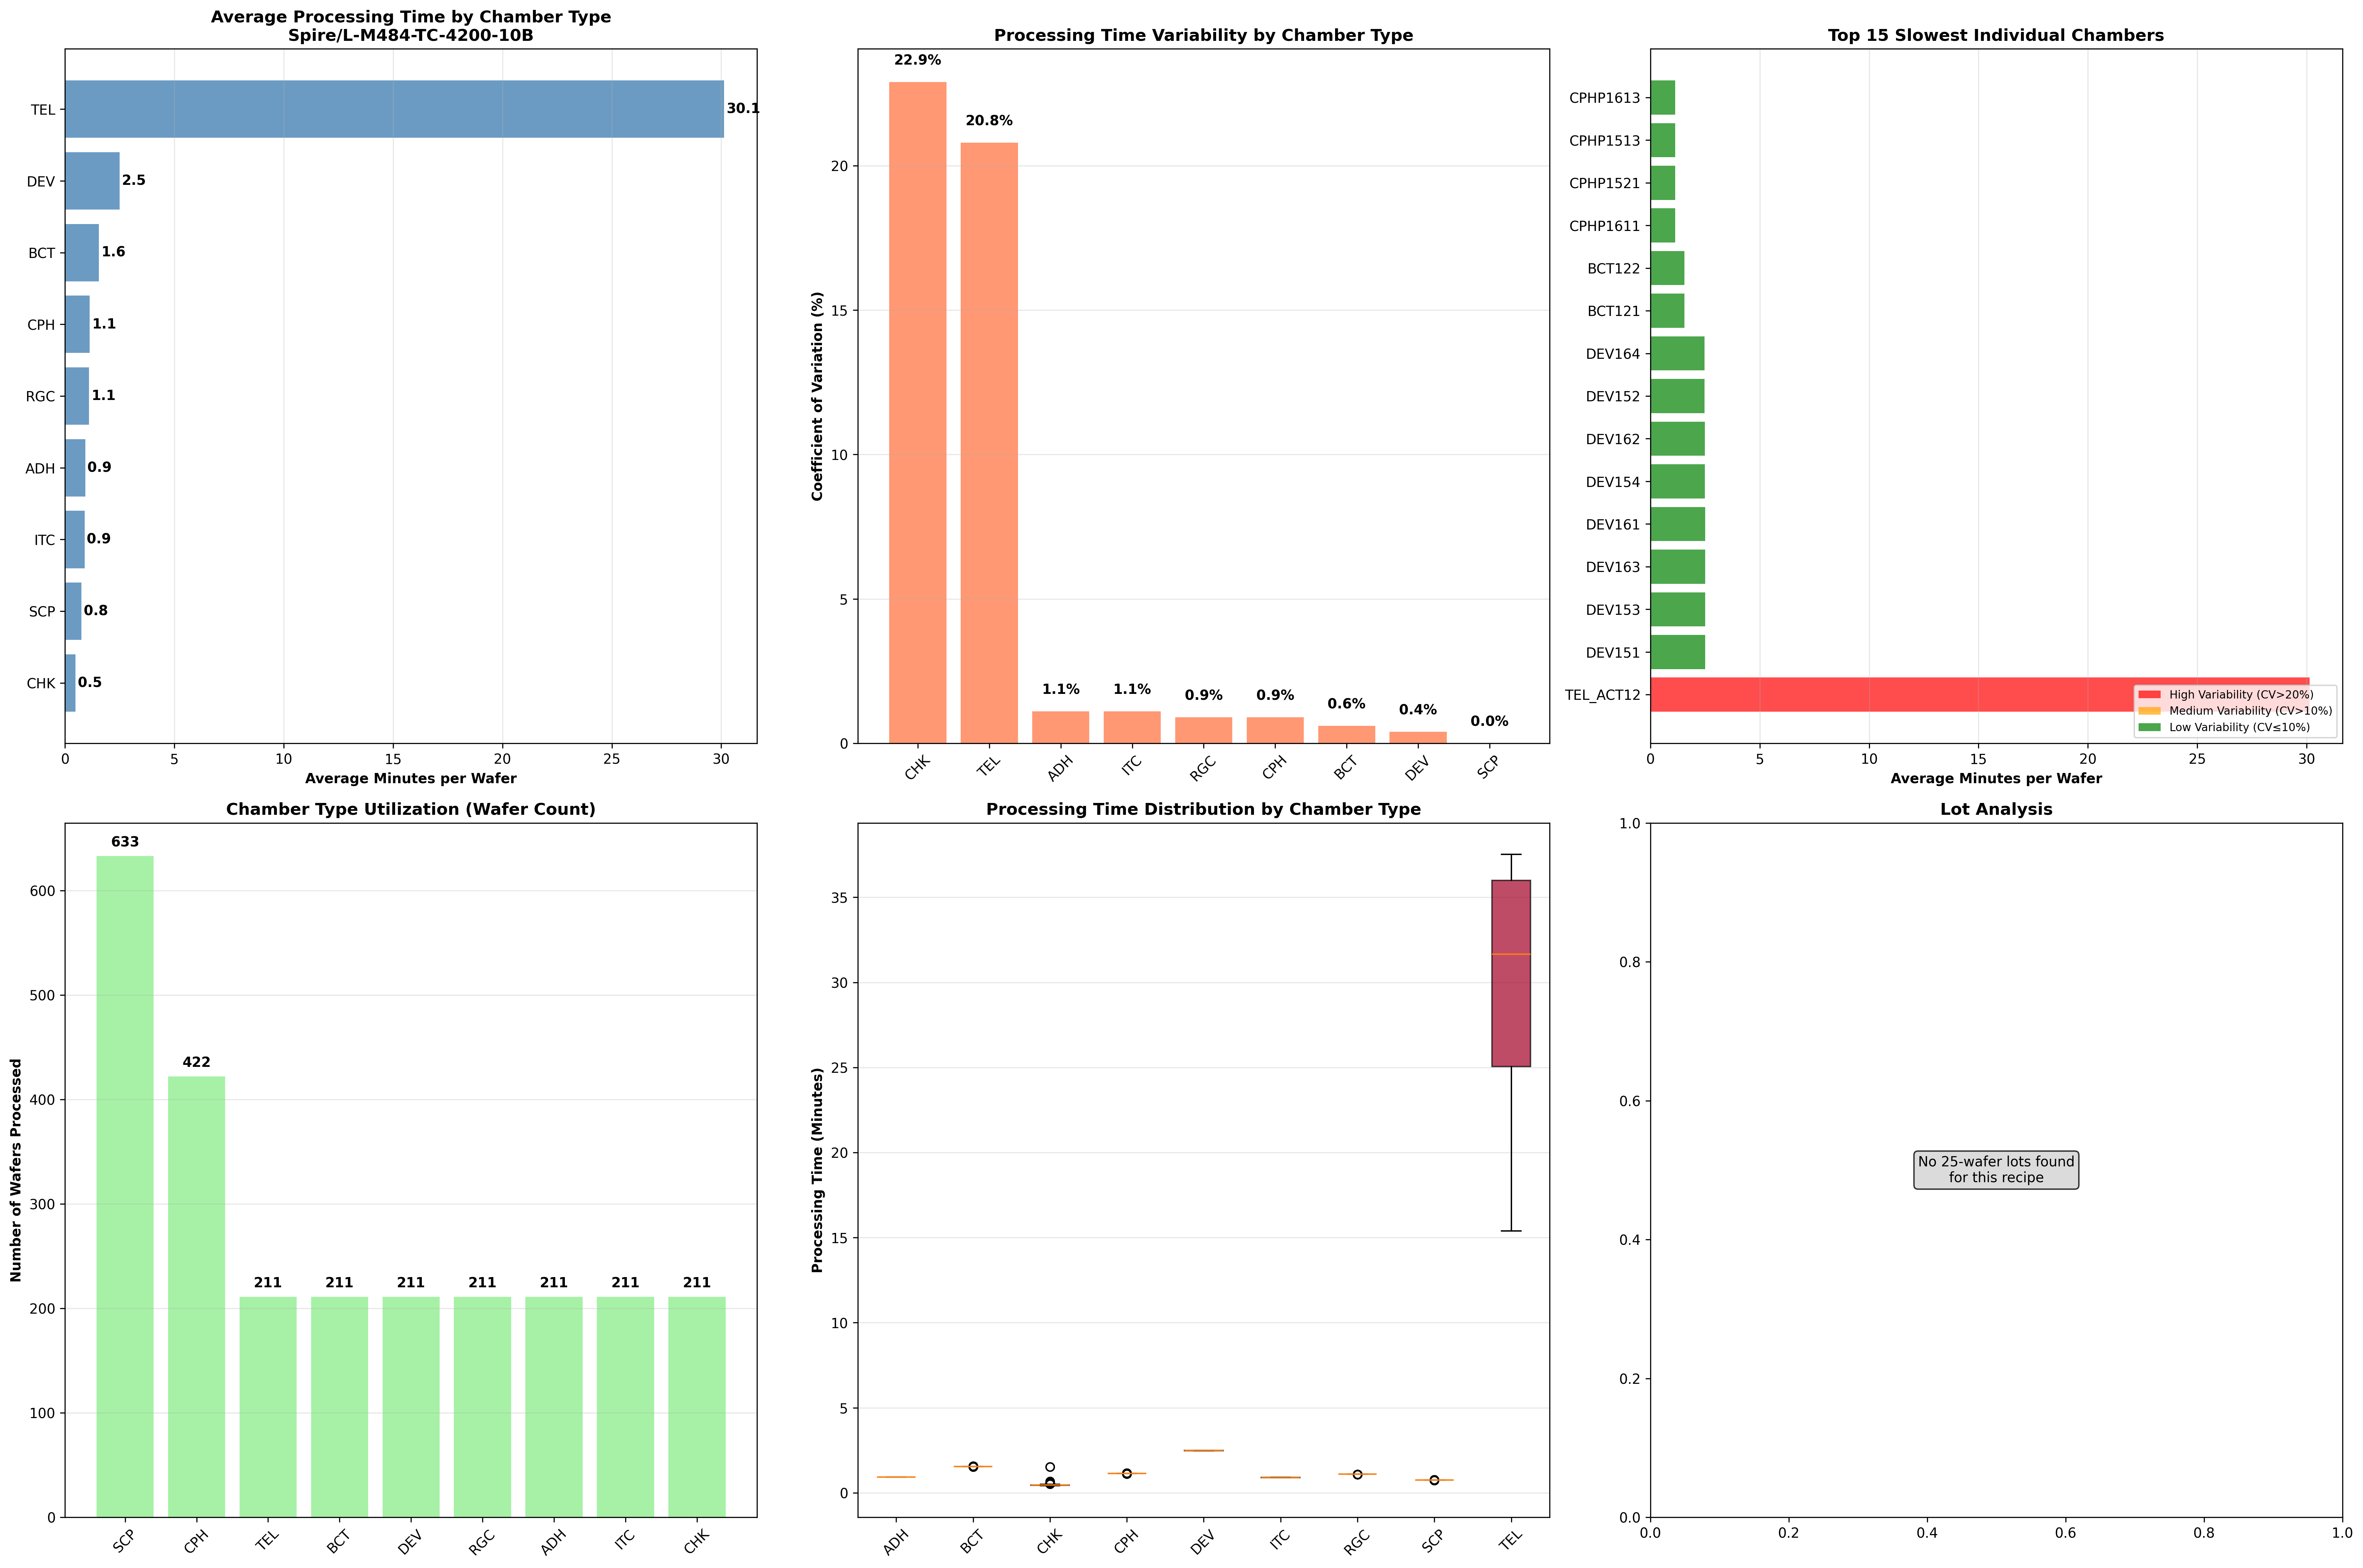 Average Processing Time by Chamber Type
Spire/L-M484-TC-4200-10B
TEL
30.1
DEV
2.5
BCT
1.6
CPH
1.1
RGC
1.1
ADH
0.9
ITC
0.9
SCP
0.8
CHK
0.5
0 5 10 15 20 25 30
Average Minutes per Wafer
Processing Time Variability by Chamber Type
Coefficient of Variation (%)
20
15
10
5
0
22.9%
20.8%
1.1%
1.1%
0.9%
0.9%
0.6%
0.4%
0.0%
CHK TEL ADH ITC RGC CPH BCT DEV SCP
Top 15 Slowest Individual Chambers
CPHP1613
CPHP1513
CPHP1521
CPHP1611
BCT122
BCT121
DEV164
DEV152
DEV162
DEV154
DEV161
DEV163
DEV153
DEV151
TEL_ACT12
High Variability (CV>20%)
Medium Variability (CV>10%)
Low Variability (CV≤10%)
0 5 10 15 20 25 30
Average Minutes per Wafer
Chamber Type Utilization (Wafer Count)
Number of Wafers Processed
600
500
400
300
200
100
0
633
422
211 211 211 211 211 211 211
SCP CPH TEL BCT DEV RGC ADH ITC CHK
Processing Time Distribution by Chamber Type
Processing Time (Minutes)
35
30
25
20
15
10
5
0
ADH BCT CHK CPH DEV ITC RGC SCP TEL
Lot Analysis
1.0
0.8
0.6
0.4
0.2
0.0
No 25-wafer lots found
for this recipe
0.0 0.2 0.4 0.6 0.8 1.0